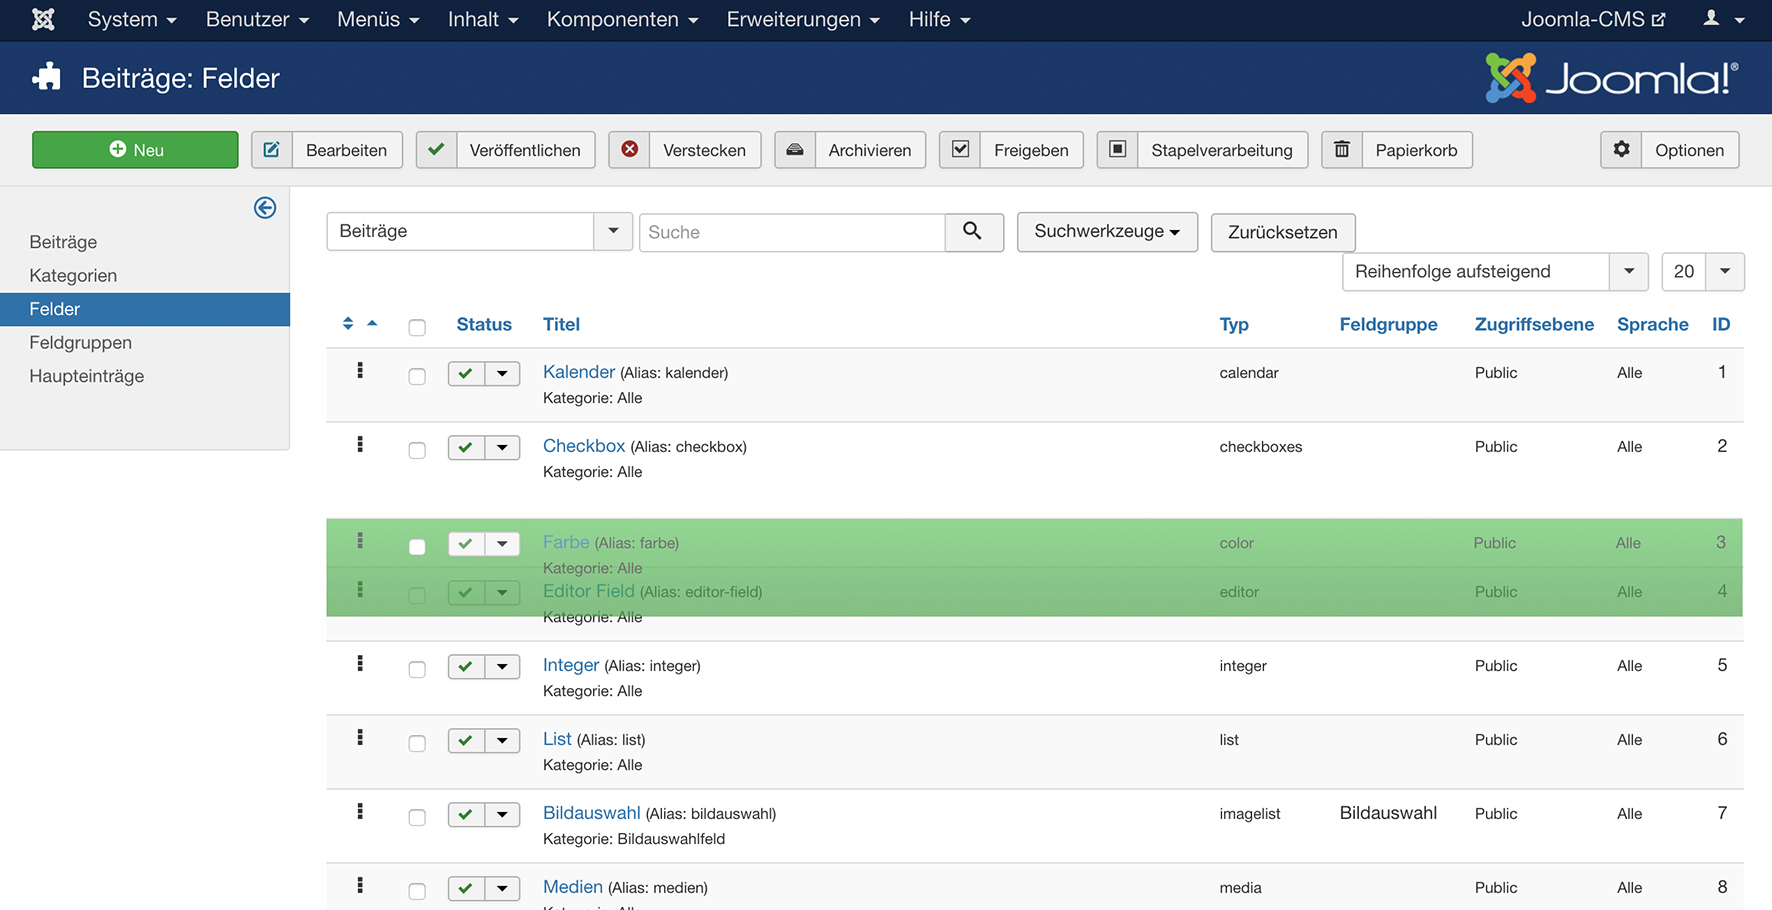 System Benutzer Menüs Inhalt Komponenten Erweiterungen Hilfe Joomla-CMS
Beiträge: Felder Joomla!®
Neu Bearbeiten Veröffentlichen Verstecken Archivieren Freigeben Stapelverarbeitung Papierkorb Optionen
Beiträge
Kategorien
Felder
Feldgruppen
Haupteinträge
Beiträge Suche Suchwerkzeuge Zurücksetzen
Reihenfolge aufsteigend 20
Status Titel Typ Feldgruppe Zugriffsebene Sprache ID
Kalender (Alias: kalender) calendar Public Alle 1
Kategorie: Alle
Checkbox (Alias: checkbox) checkboxes Public Alle 2
Kategorie: Alle
Farbe (Alias: farbe) color Public Alle 3
Kategorie: Alle
Editor Field (Alias: editor-field) editor Public Alle 4
Kategorie: Alle
Integer (Alias: integer) integer Public Alle 5
Kategorie: Alle
List (Alias: list) list Public Alle 6
Kategorie: Alle
Bildauswahl (Alias: bildauswahl) imagelist Bildauswahl Public Alle 7
Kategorie: Bildauswahlfeld
Medien (Alias: medien) media Public Alle 8